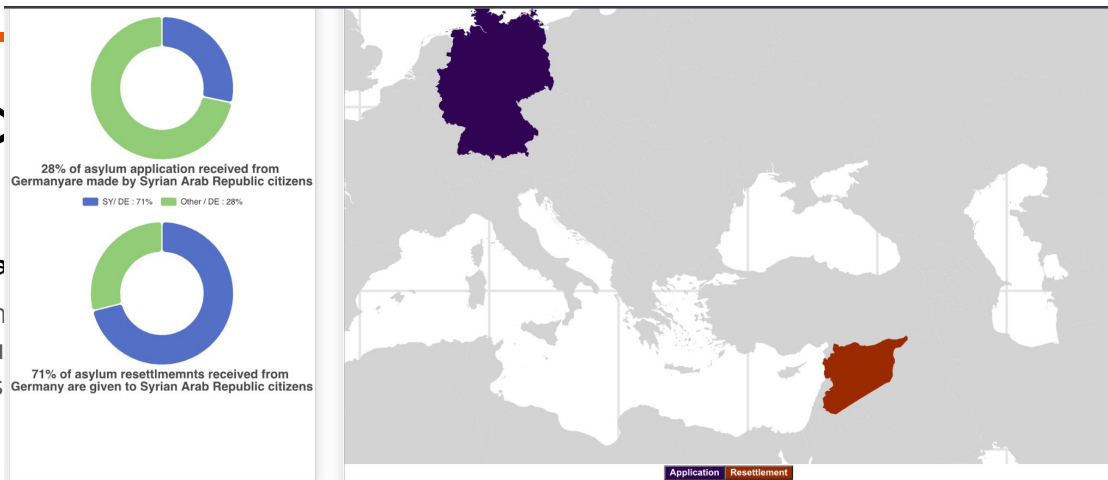 28% of asylum application received from
Germanyare made by Syrian Arab Republic citizens
SY/ DE : 71% Other / DE : 28%
71% of asylum resettlmemnts received from
Germany are given to Syrian Arab Republic citizens
Application Resettlement